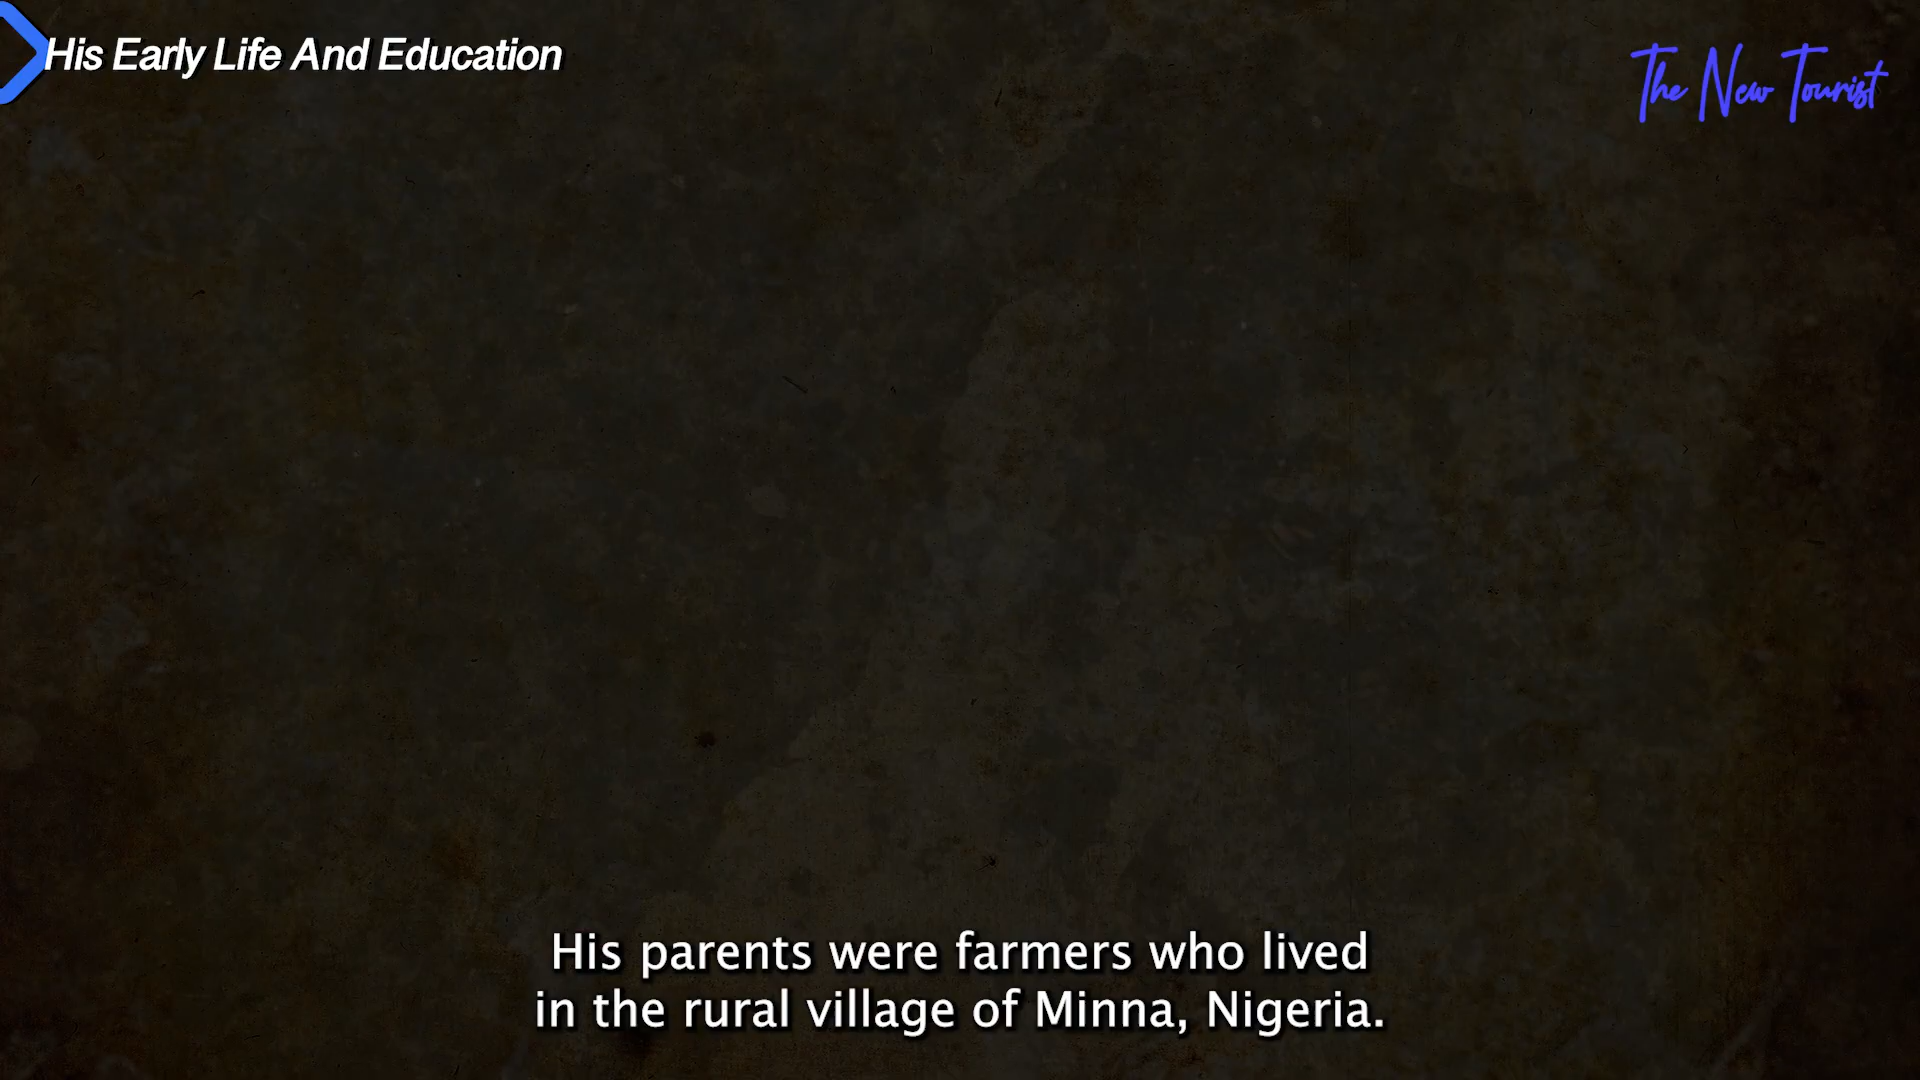 His Early Life And Education
The New Tourist
His parents were farmers who lived
in the rural village of Minna, Nigeria.